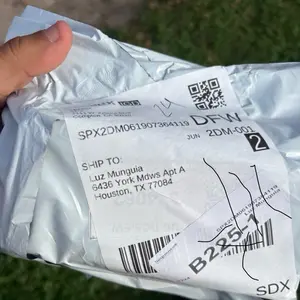 SPX2DM061907364119
DFW
JUN 2DM-001
2
SHIP TO:
Luz Munguia
6436 York Mdws Apt A
Houston, TX 77084
B225-1
SDX